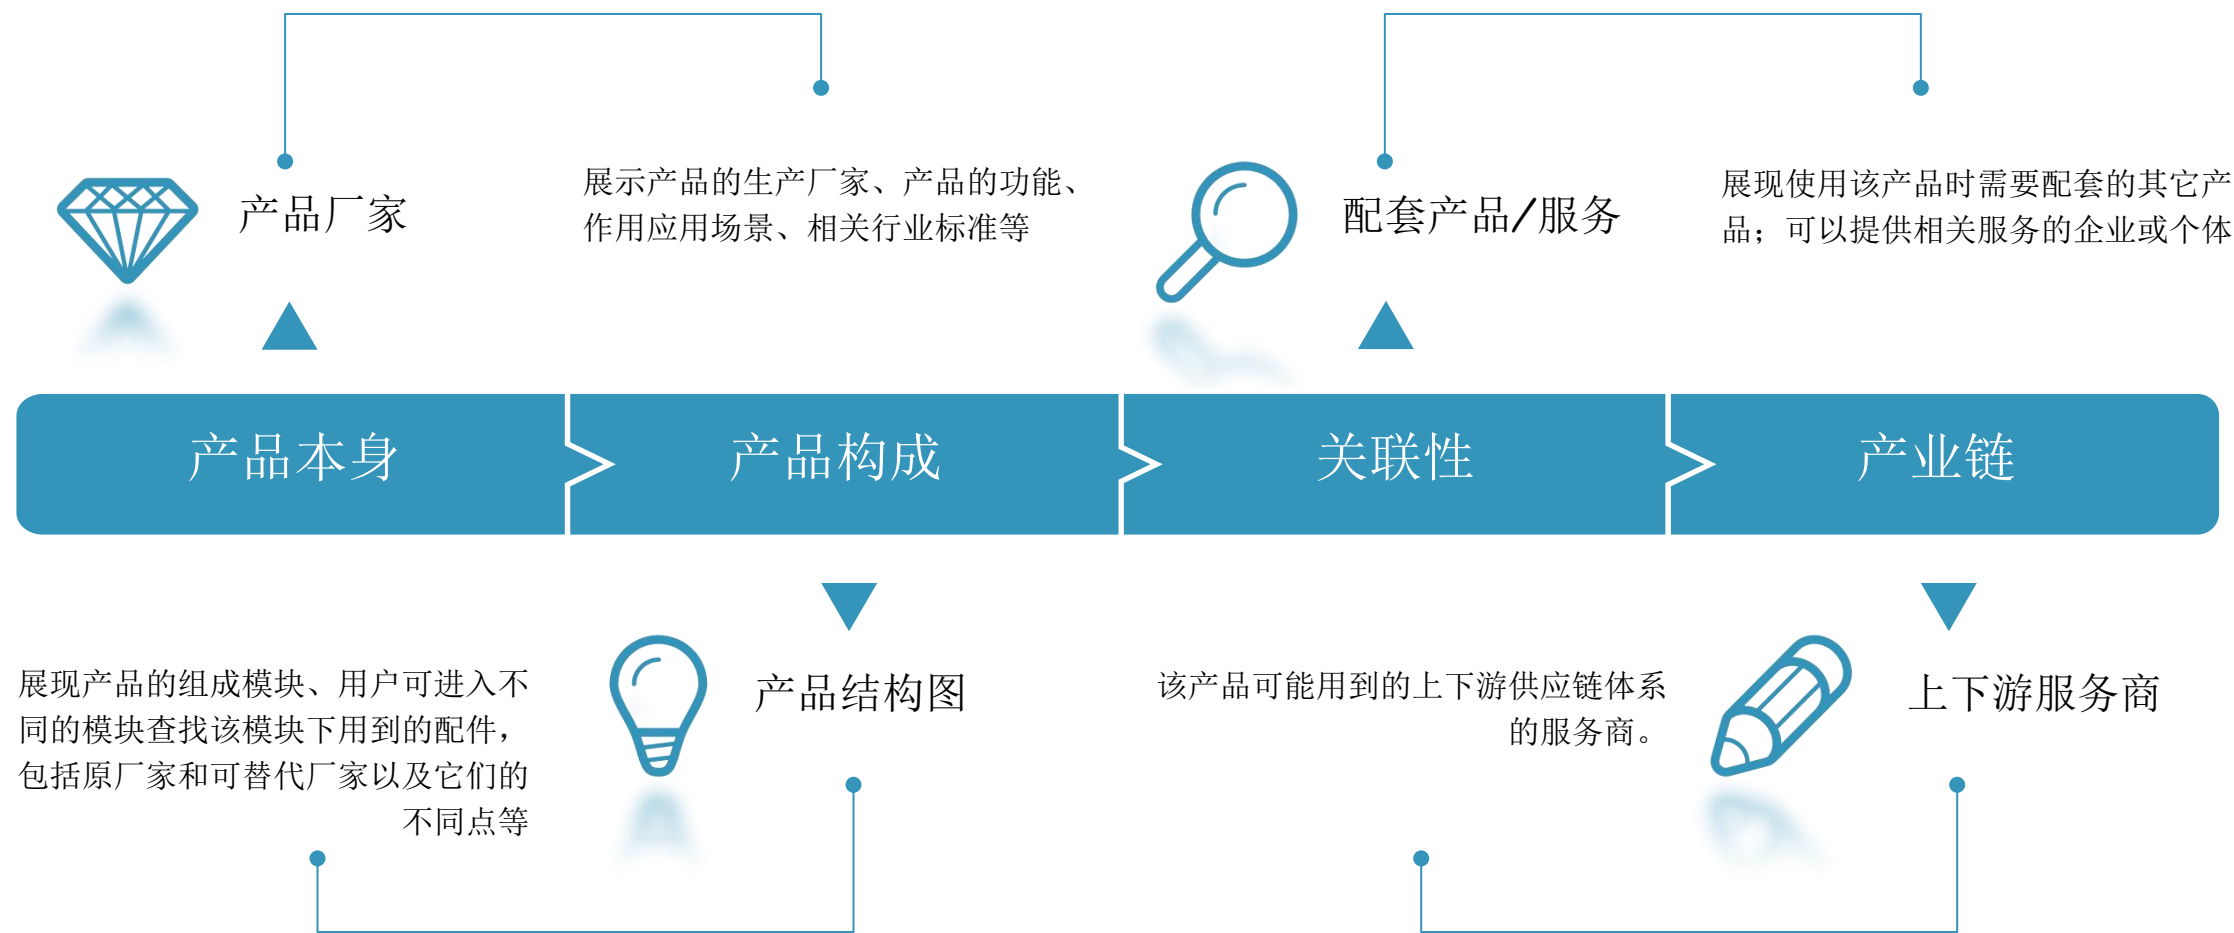 产品厂家
展示产品的生产厂家、产品的功能、
作用应用场景、相关行业标准等
配套产品/服务
展现使用该产品时需要配套的其它产
品；可以提供相关服务的企业或个体
产品本身
产品构成
关联性
产业链
展现产品的组成模块、用户可进入不
同的模块查找该模块下用到的配件，
包括原厂家和可替代厂家以及它们的
不同点等
产品结构图
该产品可能用到的上下游供应链体系
的服务商。
上下游服务商